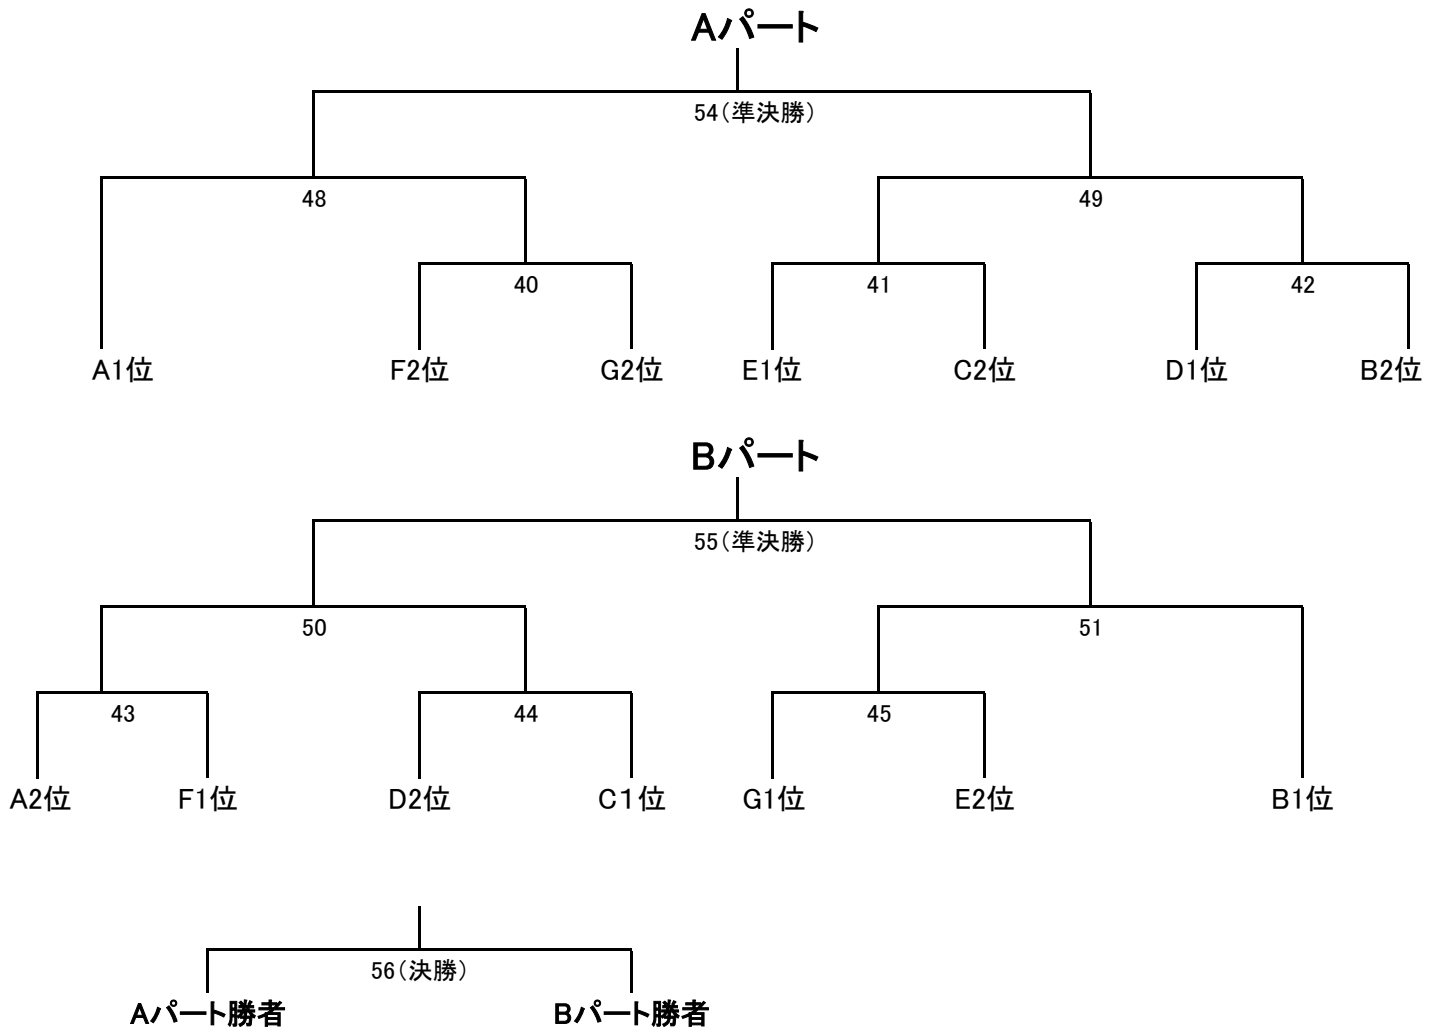 Aパート
54(準決勝)
48
49
40
41
42
A1位
F2位
G2位
E1位
C2位
D1位
B2位
Bパート
55(準決勝)
50
51
43
44
45
A2位
F1位
D2位
C1位
G1位
E2位
B1位
56(決勝)
Aパート勝者
Bパート勝者